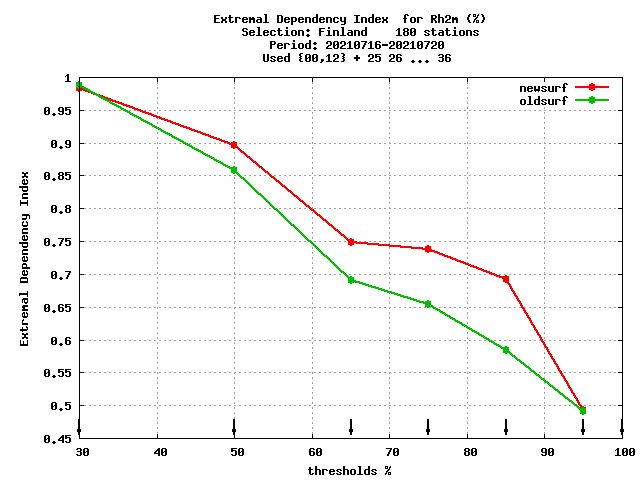 Extremal Dependency Index  for Rh2m (%)
Selection: Finland    180 stations
Period: 20210716-20210720
Used {00,12} + 25 26 ... 36
newsurf
oldsurf
Extremal Dependency Index
1
0.95
0.9
0.85
0.8
0.75
0.7
0.65
0.6
0.55
0.5
0.45
30 40 50 60 70 80 90 100
thresholds %